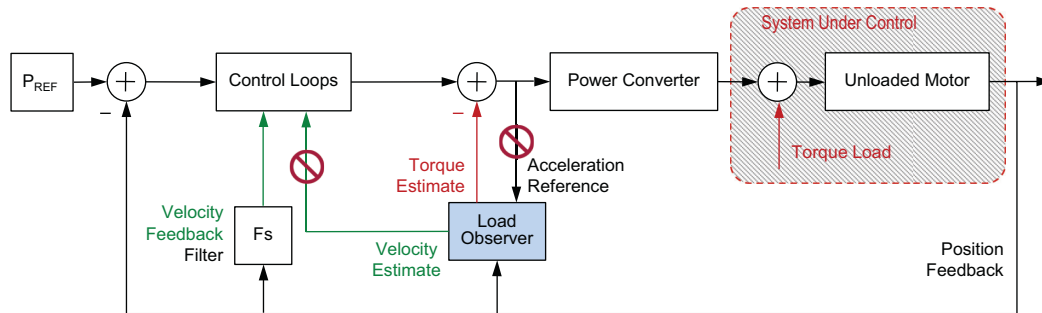 System Under Control
P_REF
Control Loops
Power Converter
Unloaded Motor
–
–
Torque
Estimate
Acceleration
Reference
Torque Load
Velocity
Feedback
Filter
Fs
Velocity
Estimate
Load
Observer
Position
Feedback